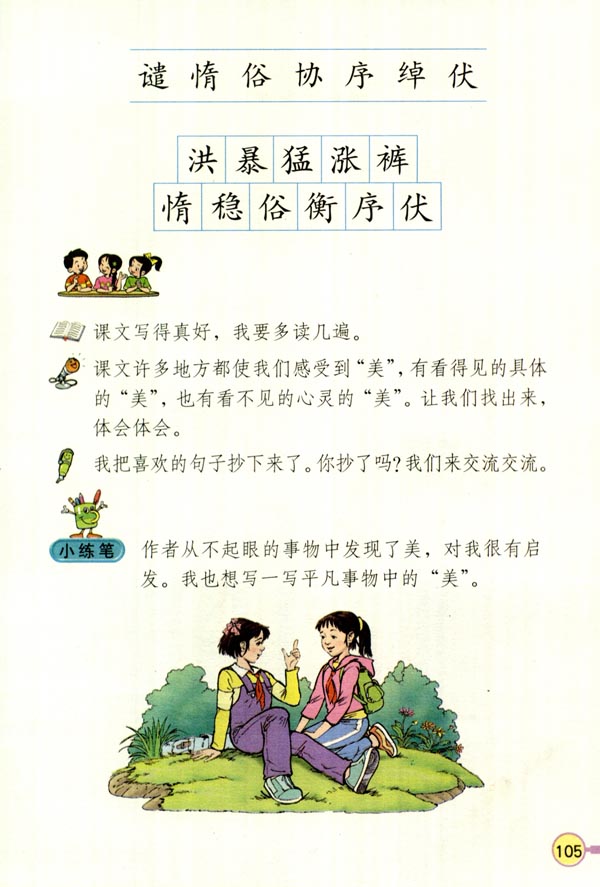 谴惰俗协序绰伏
洪暴猛涨裤
惰稳俗衡序伏
课文写得真好，我要多读几遍。
课文许多地方都使我们感受到“美”，有看得见的具体
的“美”，也有看不见的心灵的“美”。让我们找出来，
体会体会。
我把喜欢的句子抄下来了。你抄了吗？我们来交流交流。
小练笔
作者从不起眼的事物中发现了美，对我很有启
发。我也想写一写平凡事物中的“美”。
105